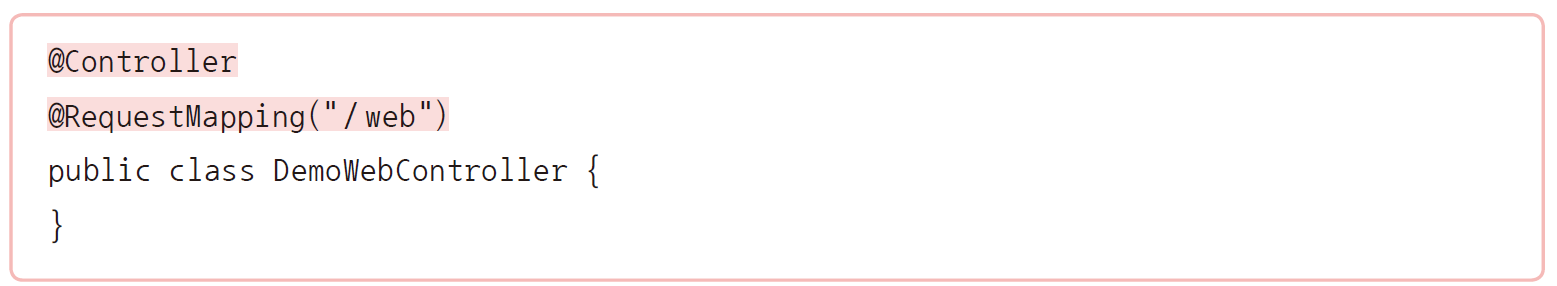 @Controller
@RequestMapping("/web")
public class DemoWebController {
}